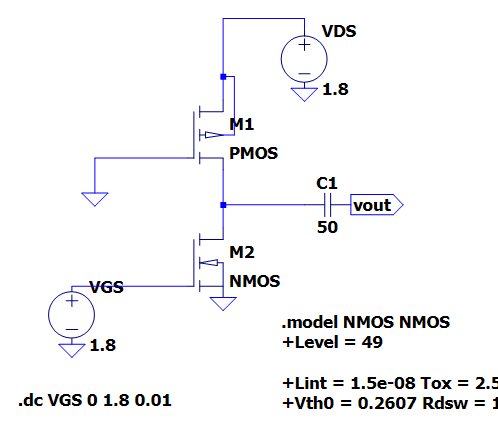 VDS
1.8
M1
PMOS
C1
vout
50
M2
NMOS
VGS
1.8
.model NMOS NMOS
+Level = 49
+Lint = 1.5e-08 Tox = 2.5
+Vth0 = 0.2607 Rdsw = 1
.dc VGS 0 1.8 0.01